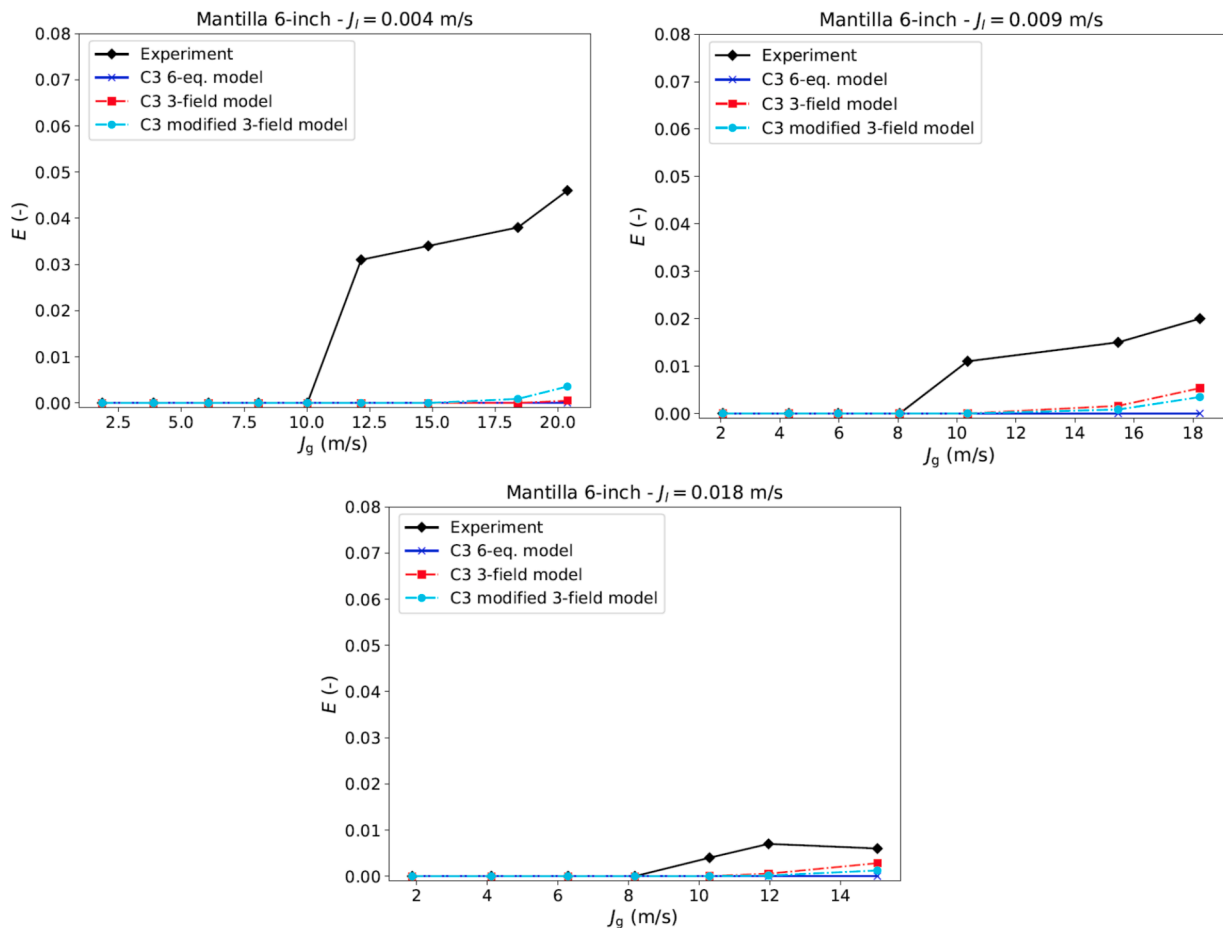 Mantilla 6-inch - J_l = 0.004 m/s
0.08
0.07
0.06
0.05
0.04
0.03
0.02
0.01
0.00
E (-)
Experiment
C3 6-eq. model
C3 3-field model
C3 modified 3-field model
2.5 5.0 7.5 10.0 12.5 15.0 17.5 20.0
J_g (m/s)
Mantilla 6-inch - J_l = 0.009 m/s
0.08
0.07
0.06
0.05
0.04
0.03
0.02
0.01
0.00
E (-)
Experiment
C3 6-eq. model
C3 3-field model
C3 modified 3-field model
2 4 6 8 10 12 14 16 18
J_g (m/s)
Mantilla 6-inch - J_l = 0.018 m/s
0.08
0.07
0.06
0.05
0.04
0.03
0.02
0.01
0.00
E (-)
Experiment
C3 6-eq. model
C3 3-field model
C3 modified 3-field model
2 4 6 8 10 12 14
J_g (m/s)